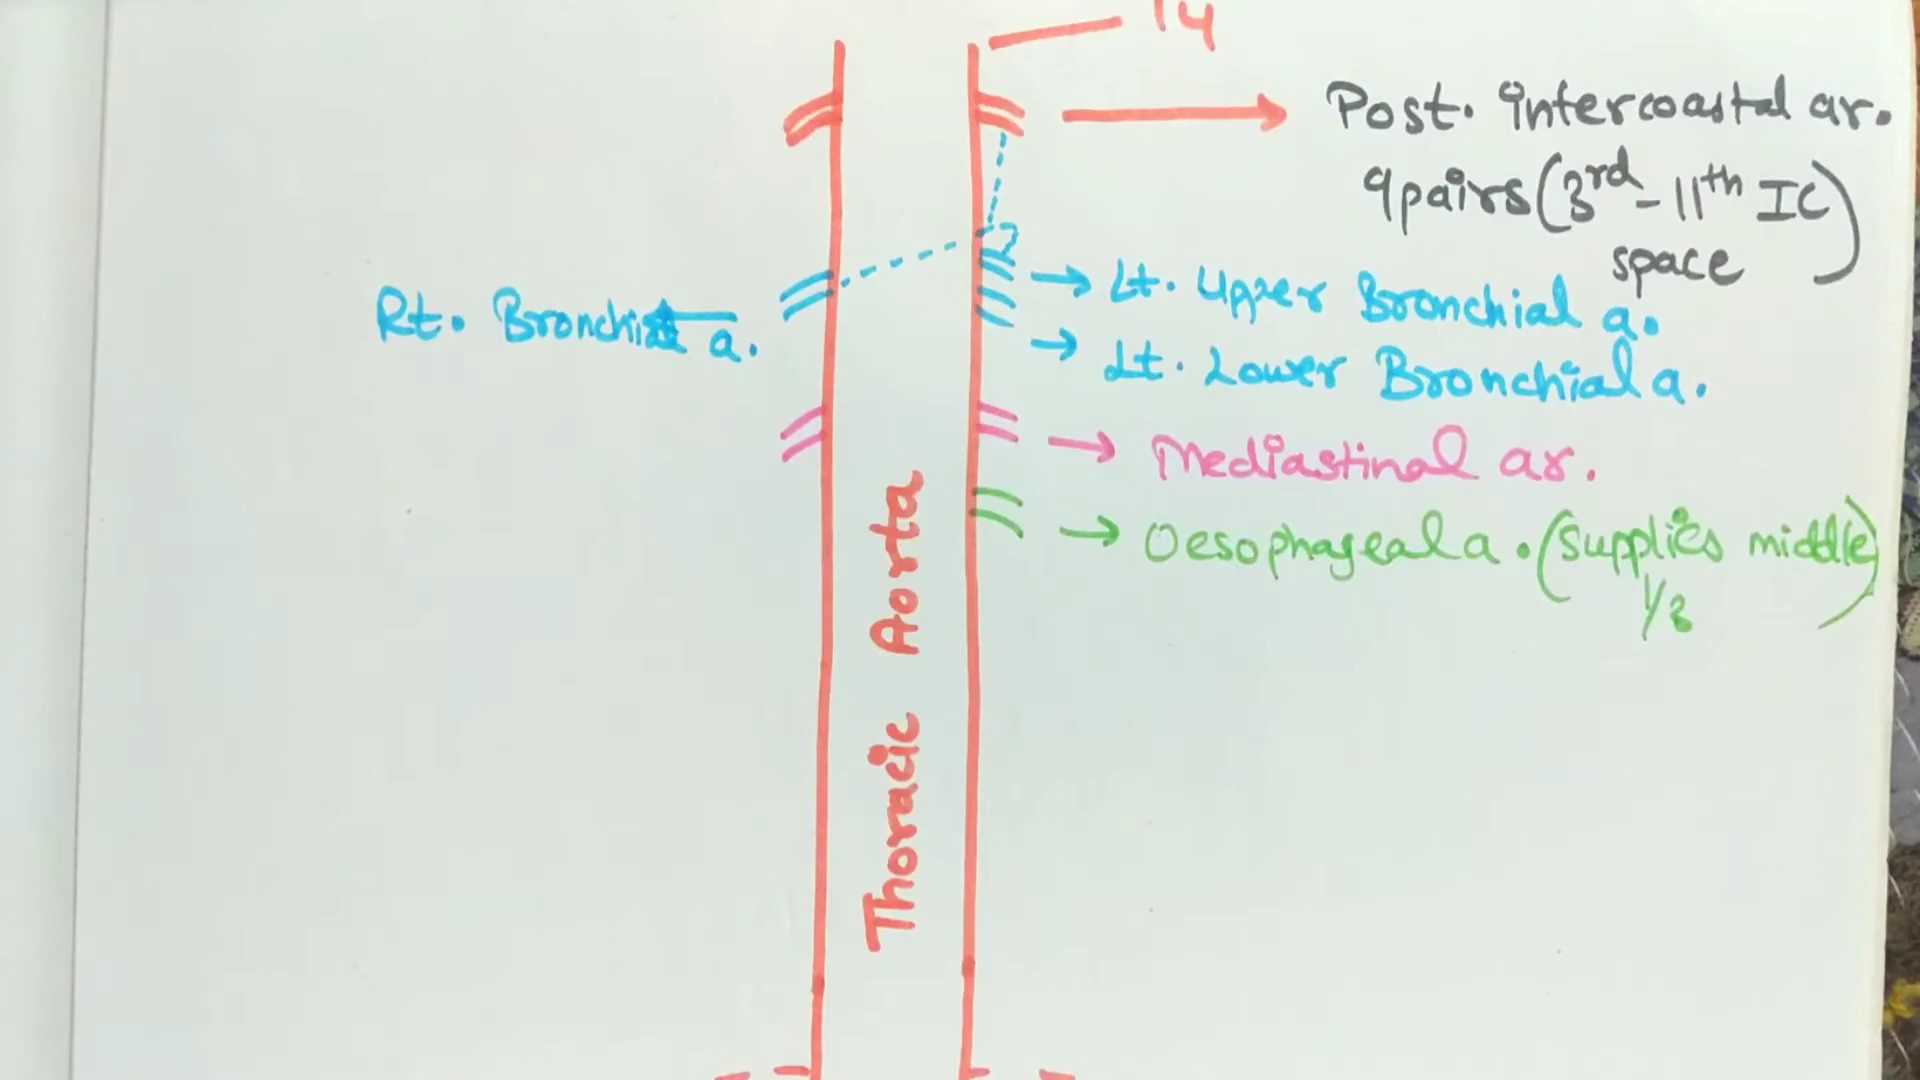 T4
Post. intercoastal ar.
9pairs (3rd - 11th IC)
space
Rt. Bronchial a.
Lt. Upper Bronchial a.
Lt. Lower Bronchial a.
Mediastinal ar.
Oesophageal a. (supplies middle)
1/3
Thoracic Aorta